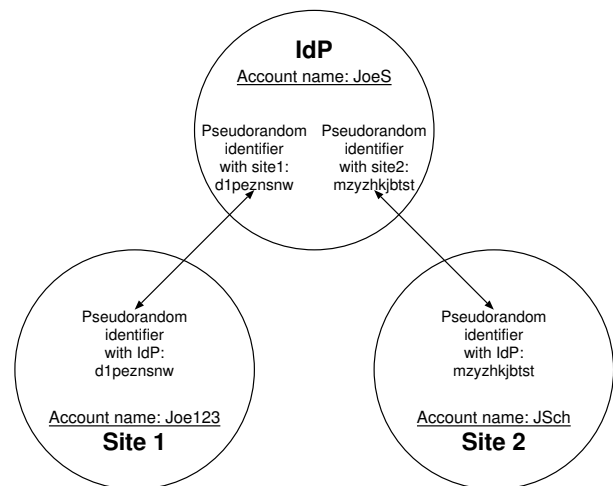 IdP
Account name: JoeS
Pseudorandom
identifier
with site1:
d1peznsnw
Pseudorandom
identifier
with site2:
mzyzhkjbtst
Pseudorandom
identifier
with IdP:
d1peznsnw
Account name: Joe123
Site 1
Pseudorandom
identifier
with IdP:
mzyzhkjbtst
Account name: JSch
Site 2